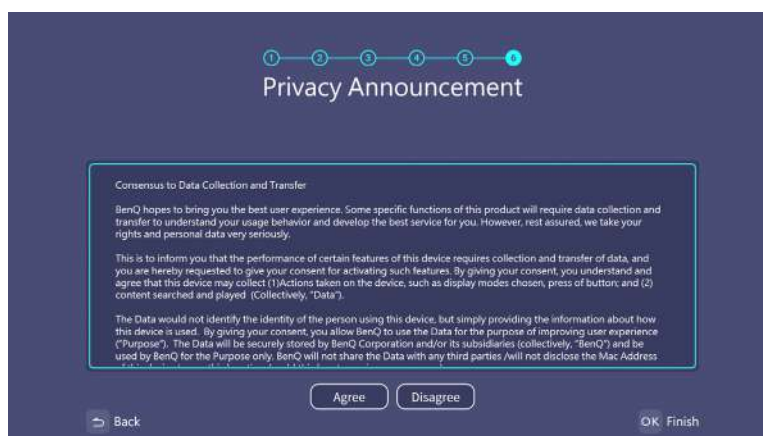 1 2 3 4 5 6
Privacy Announcement
Consensus to Data Collection and Transfer
BenQ hopes to bring you the best user experience. Some specific functions of this product will require data collection and
transfer to understand your usage behavior and develop the best service for you. However, rest assured, we take your
rights and personal data very seriously.
This is to inform you that the performance of certain features of this device requires collection and transfer of data, and
you are hereby requested to give your consent for activating such features. By giving your consent, you understand and
agree that this device may collect (1)Actions taken on the device, such as display modes chosen, press of button; and (2)
content searched and played (Collectively, "Data").
The Data would not identify the identity of the person using this device, but simply providing the information about how
this device is used. By giving your consent, you allow BenQ to use the Data for the purpose of improving user experience
("Purpose"). The Data will be securely stored by BenQ Corporation and/or its subsidiaries (collectively, "BenQ") and be
used by BenQ for the Purpose only. BenQ will not share the Data with any third parties /will not disclose the Mac Address
Agree Disagree
Back OK Finish